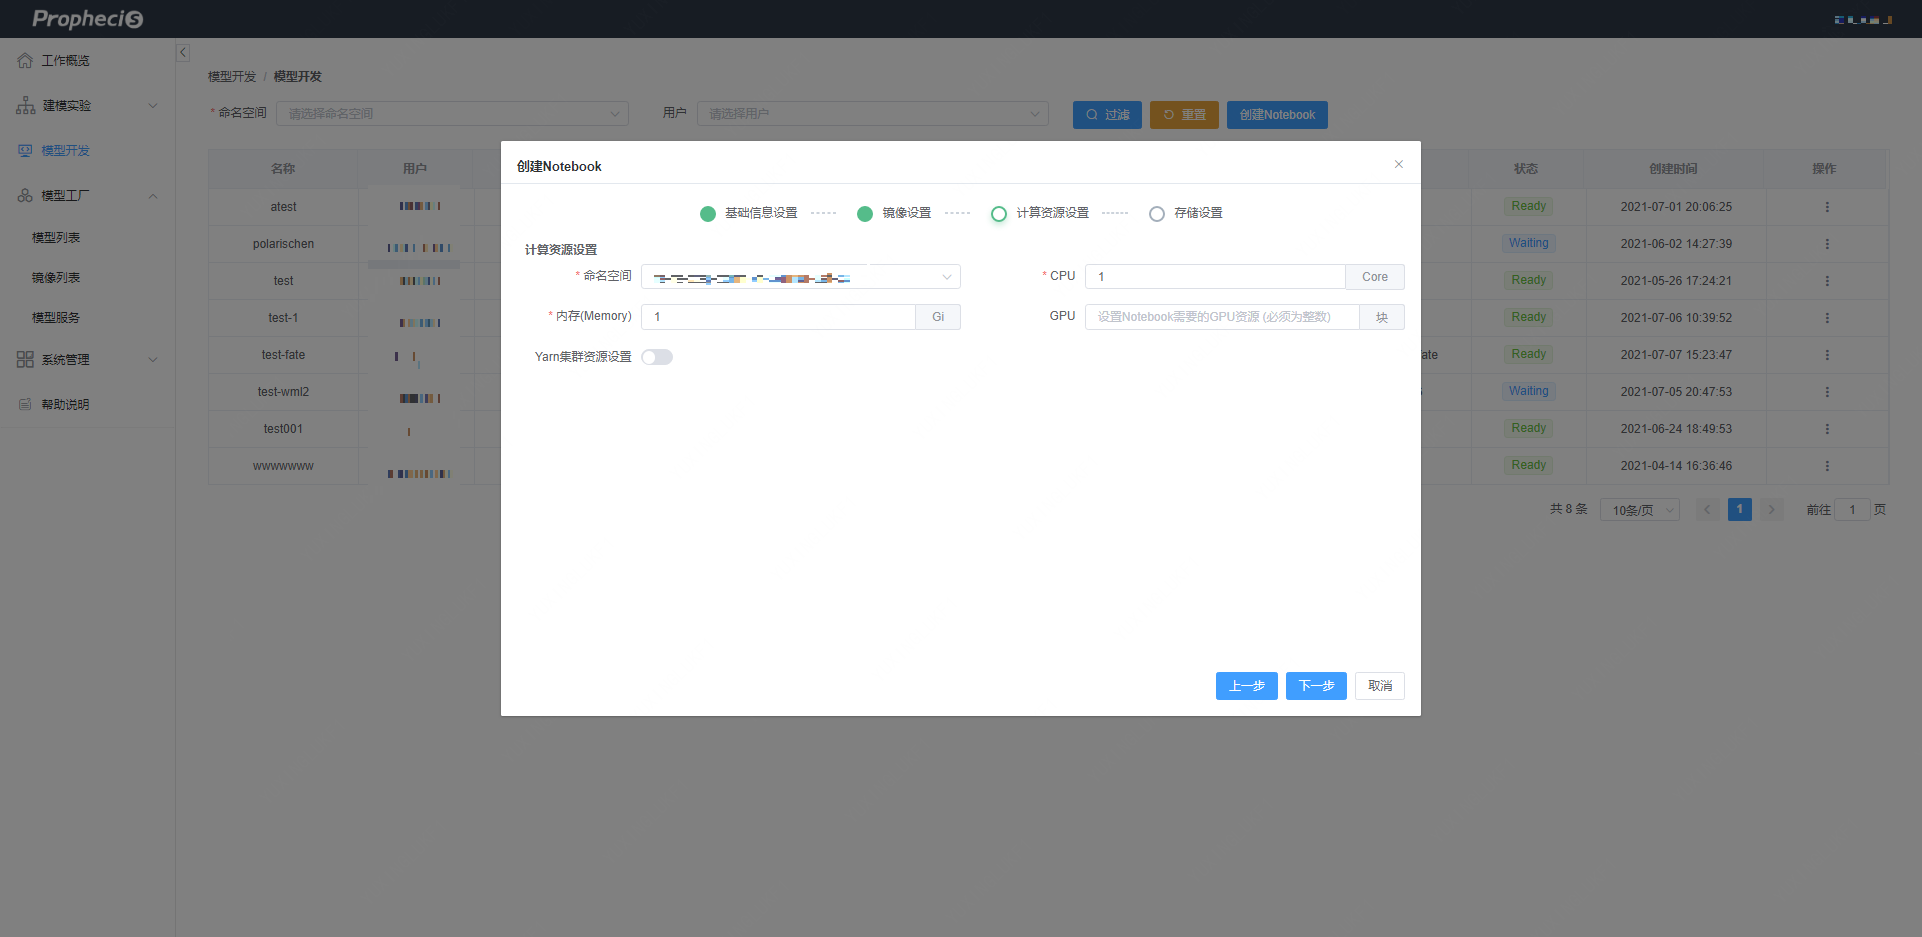 PropheciS
工作概览
建模实验
模型开发
模型工厂
模型列表
镜像列表
模型服务
系统管理
帮助说明
模型开发 / 模型开发
* 命名空间 请选择命名空间 用户 请选择用户 过滤 重置 创建Notebook
名称 用户 状态 创建时间 操作
atest Ready 2021-07-01 20:06:25
polarischen Waiting 2021-06-02 14:27:39
test Ready 2021-05-26 17:24:21
test-1 Ready 2021-07-06 10:39:52
test-fate ate Ready 2021-07-07 15:23:47
test-wml2 Waiting 2021-07-05 20:47:53
test001 Ready 2021-06-24 18:49:53
wwwwwww Ready 2021-04-14 16:36:46
共 8 条 10条/页 1 前往 1 页
创建Notebook
基础信息设置 镜像设置 计算资源设置 存储设置
计算资源设置
* 命名空间 * CPU 1 Core
* 内存(Memory) 1 Gi GPU 设置Notebook需要的GPU资源 (必须为整数) 块
Yarn集群资源设置
上一步 下一步 取消